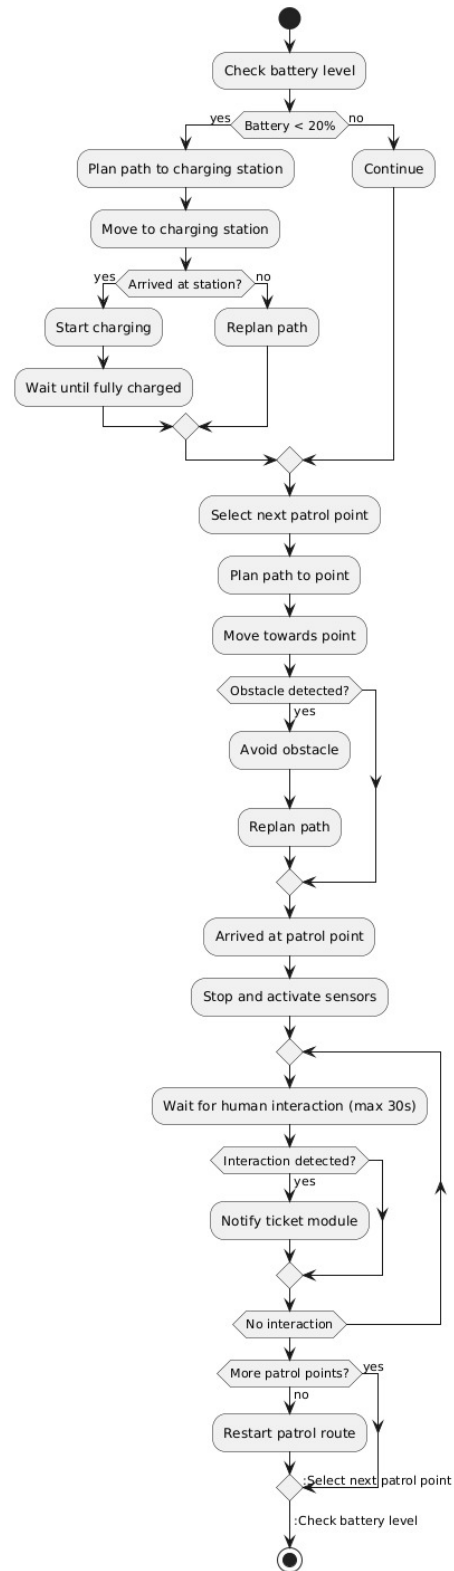 Check battery level
yes
Battery < 20%
no
Plan path to charging station
Continue
Move to charging station
yes
Arrived at station?
no
Start charging
Replan path
Wait until fully charged
Select next patrol point
Plan path to point
Move towards point
Obstacle detected?
yes
Avoid obstacle
Replan path
Arrived at patrol point
Stop and activate sensors
Wait for human interaction (max 30s)
Interaction detected?
yes
Notify ticket module
No interaction
More patrol points?
yes
no
Restart patrol route
:Select next patrol point
:Check battery level